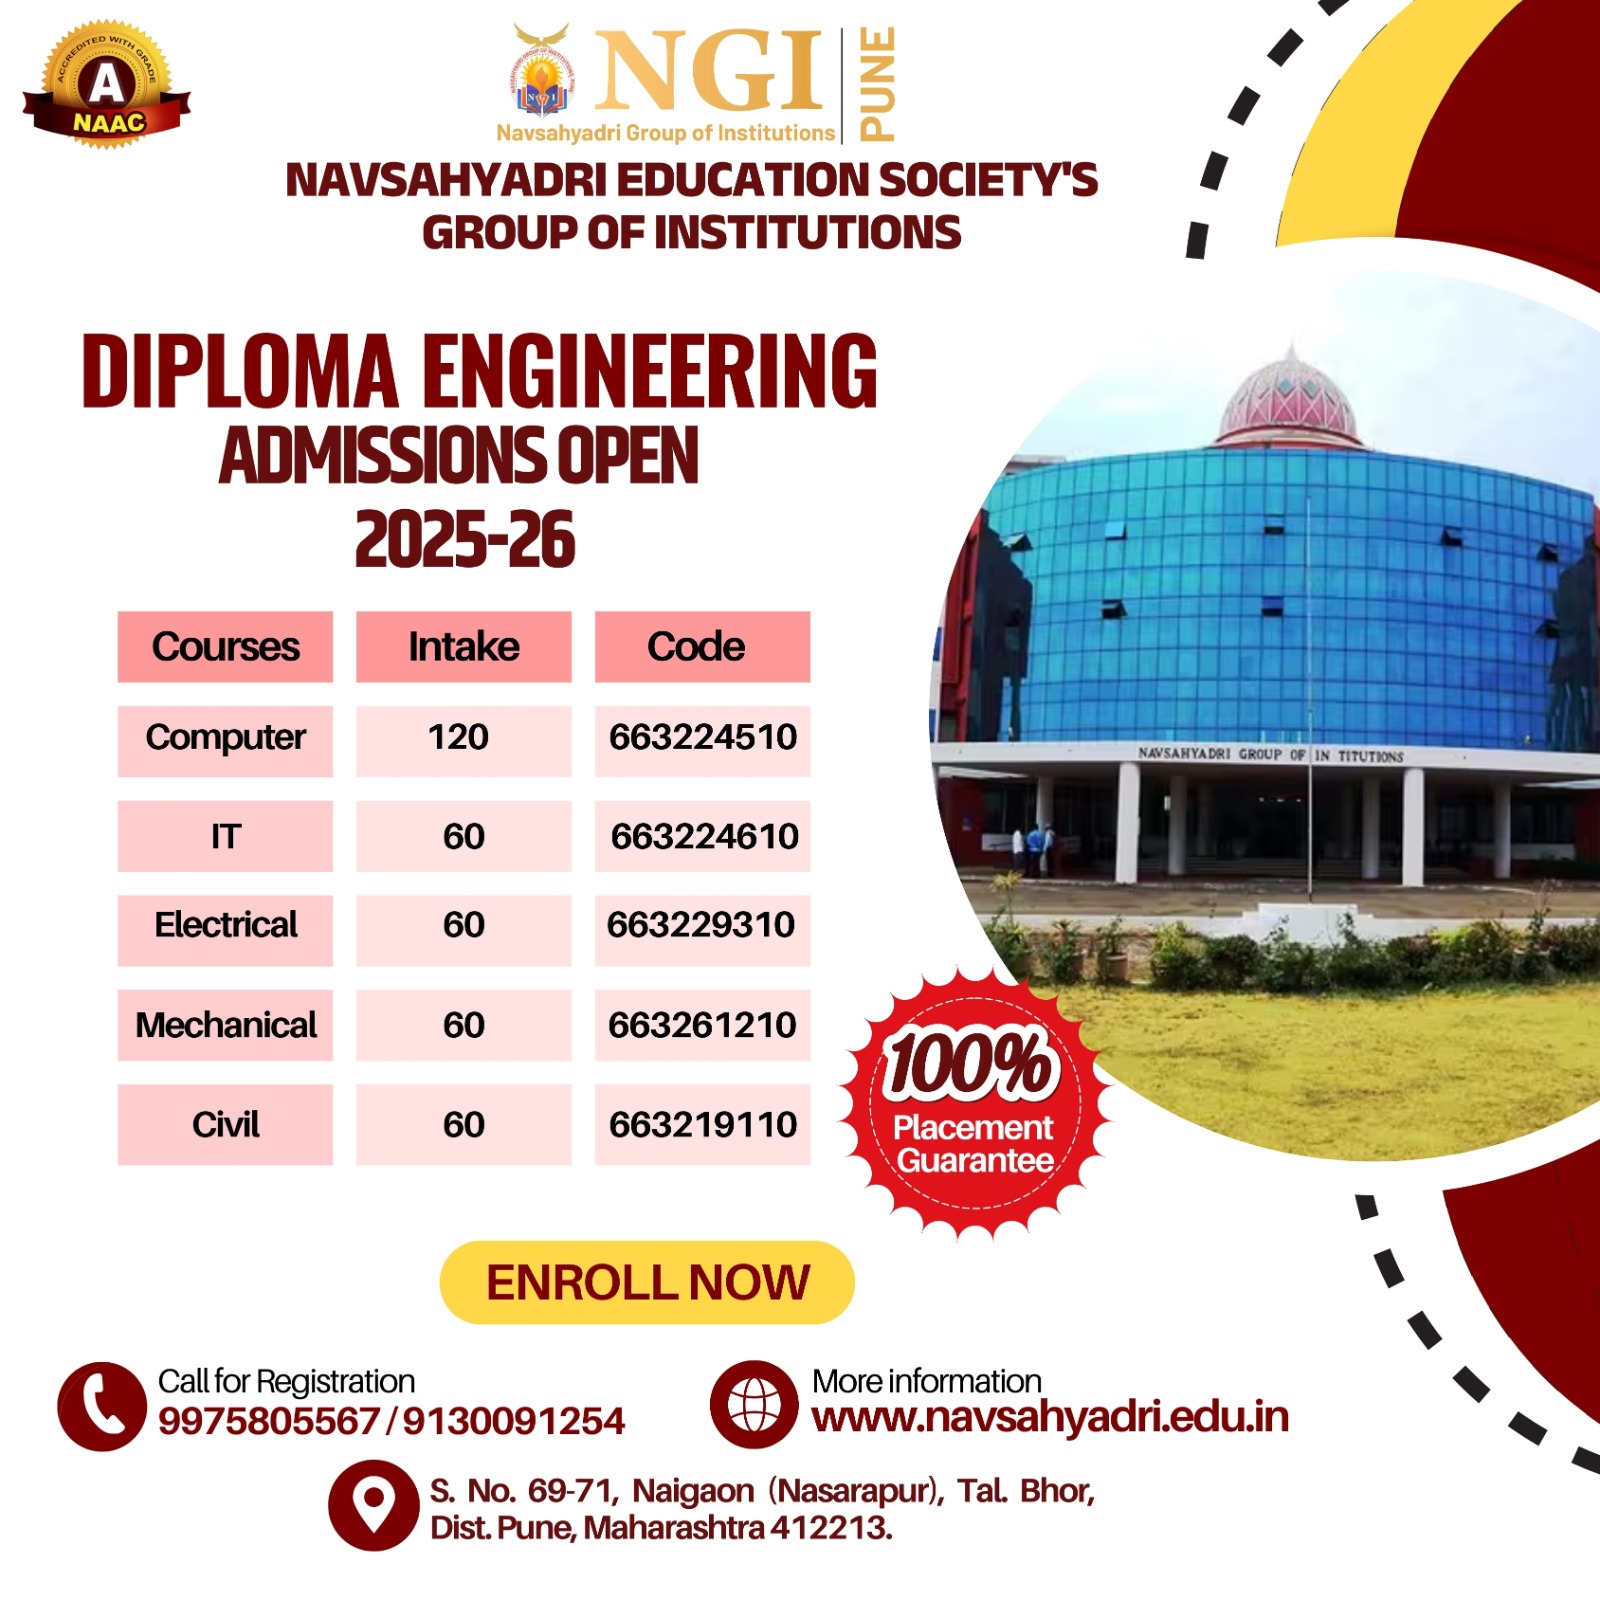 ACCREDITED WITH GRADE
A
NAAC
NGI
PUNE
Navsahyadri Group of Institutions
NAVSAHYADRI EDUCATION SOCIETY'S
GROUP OF INSTITUTIONS
DIPLOMA ENGINEERING
ADMISSIONS OPEN
2025-26
Courses Intake Code
Computer 120 663224510
IT 60 663224610
Electrical 60 663229310
Mechanical 60 663261210
Civil 60 663219110
NAVSAHYADRI GROUP OF IN TITUTIONS
100%
Placement
Guarantee
ENROLL NOW
Call for Registration
9975805567/9130091254
More information
www.navsahyadri.edu.in
S. No. 69-71, Naigaon (Nasarapur), Tal. Bhor,
Dist. Pune, Maharashtra 412213.